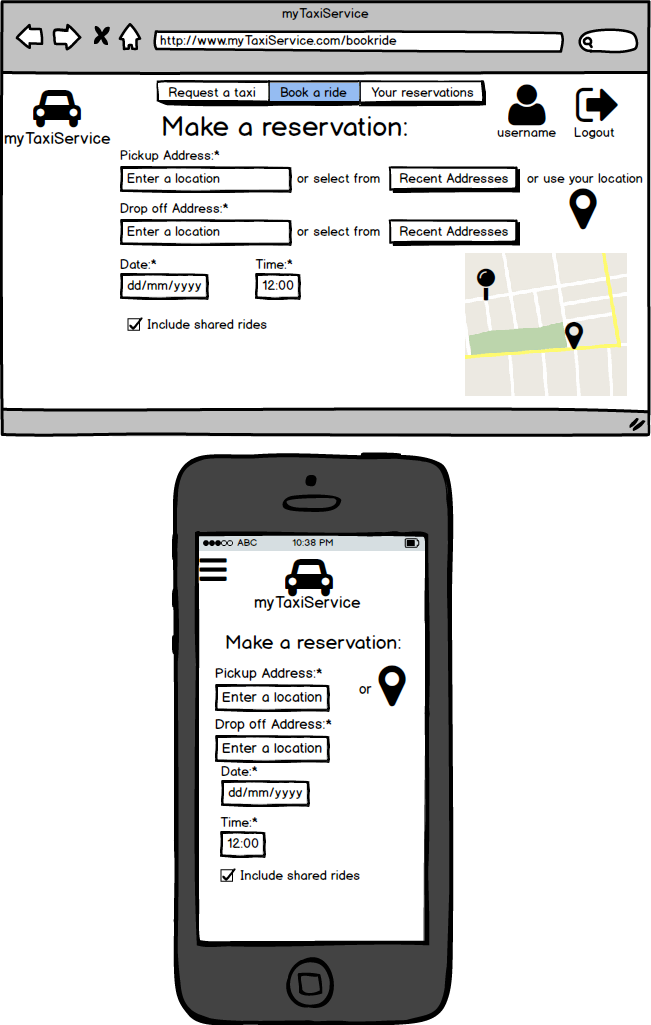 myTaxiService
http://www.myTaxiService.com/bookride
Request a taxi Book a ride Your reservations
myTaxiService
username Logout
Make a reservation:
Pickup Address:*
Enter a location or select from Recent Addresses or use your location
Drop off Address:*
Enter a location or select from Recent Addresses
Date:* Time:*
dd/mm/yyyy 12:00
Include shared rides
ABC 10:38 PM
myTaxiService
Make a reservation:
Pickup Address:*
Enter a location or
Drop off Address:*
Enter a location
Date:*
dd/mm/yyyy
Time:*
12:00
Include shared rides